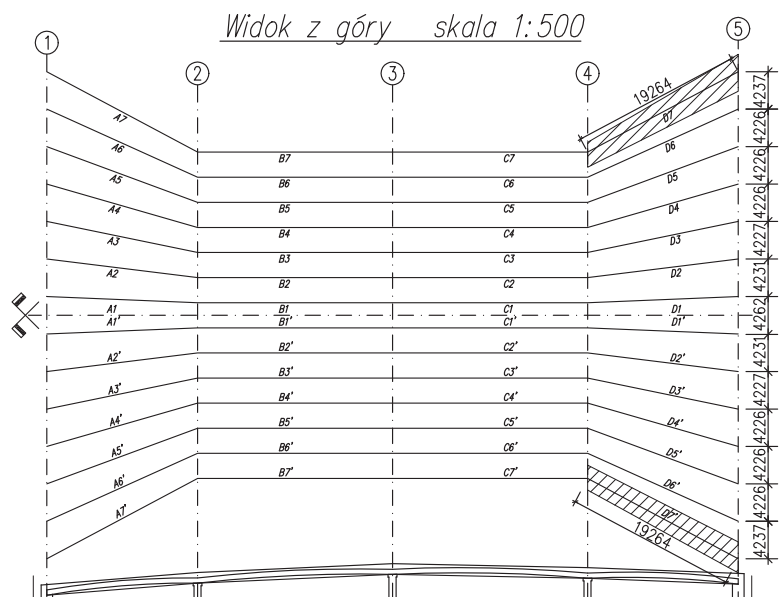 Widok z góry skala 1:500
1 2 3 4 5
A7 B7 C7 D7
A6 B6 C6 D6
A5 B5 C5 D5
A4 B4 C4 D4
A3 B3 C3 D3
A2 B2 C2 D2
A1 B1 C1 D1
A1' B1' C1' D1'
A2' B2' C2' D2'
A3' B3' C3' D3'
A4' B4' C4' D4'
A5' B5' C5' D5'
A6' B6' C6' D6'
A7' B7' C7' D7'
19264
19264
4237
4226
4226
4226
4227
4231
4262
4231
4227
4226
4226
4226
4237